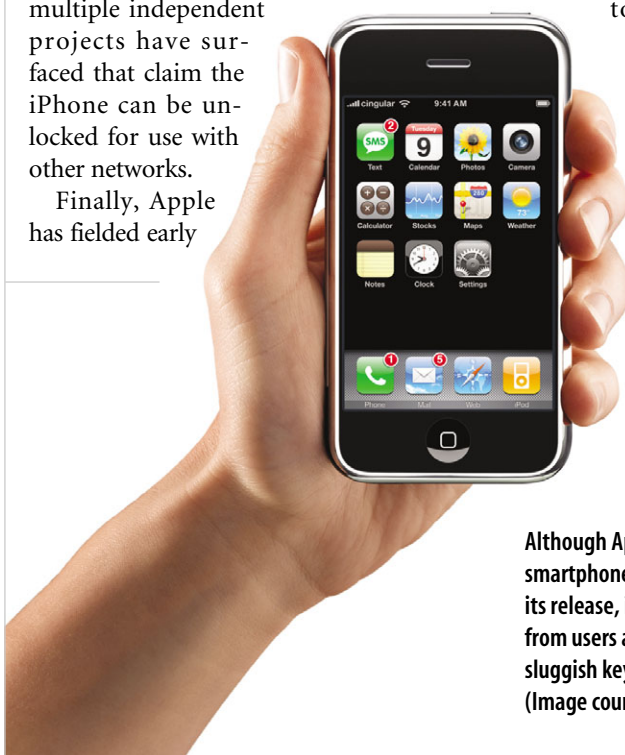 multiple independent
projects have sur-
faced that claim the
iPhone can be un-
locked for use with
other networks.
Finally, Apple
has fielded early
to
cingular 9:41 AM
2
SMS
Tuesday
9
Text Calendar Photos Camera
280
73°
Calculator Stocks Maps Weather
Notes Clock Settings
1 5
Phone Mail Web iPod
Although Ap
smartphone
its release,
from users a
sluggish key
(Image cour